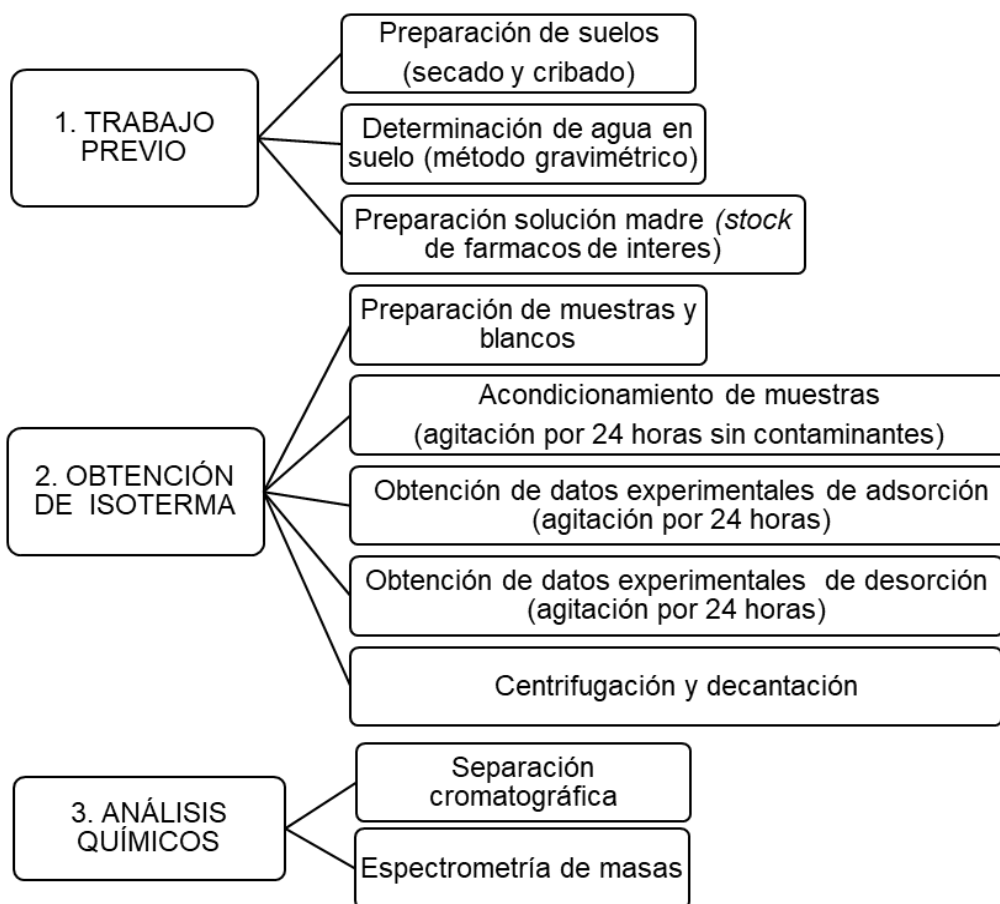 1. TRABAJO
PREVIO
Preparación de suelos
(secado y cribado)
Determinación de agua en
suelo (método gravimétrico)
Preparación solución madre (stock
de farmacos de interes)
2. OBTENCIÓN
DE ISOTERMA
Preparación de muestras y
blancos
Acondicionamiento de muestras
(agitación por 24 horas sin contaminantes)
Obtención de datos experimentales de adsorción
(agitación por 24 horas)
Obtención de datos experimentales de desorción
(agitación por 24 horas)
Centrifugación y decantación
3. ANÁLISIS
QUÍMICOS
Separación
cromatográfica
Espectrometría de masas